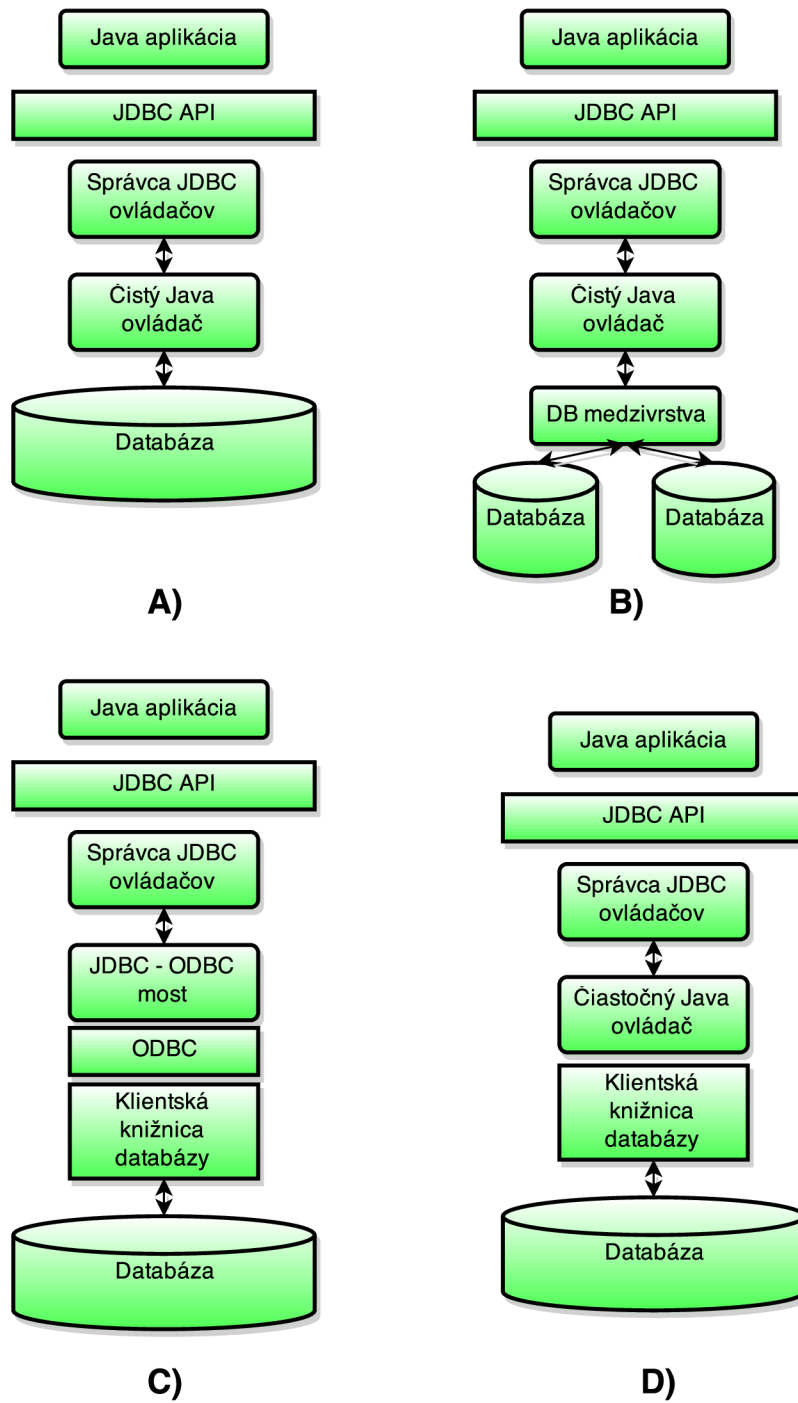 Java aplikácia
JDBC API
Správca JDBC
ovládačov
Čistý Java
ovládač
Databáza
A)
Java aplikácia
JDBC API
Správca JDBC
ovládačov
Čistý Java
ovládač
DB medzivrstva
Databáza
Databáza
B)
Java aplikácia
JDBC API
Správca JDBC
ovládačov
JDBC - ODBC
most
ODBC
Klientská
knižnica
databázy
Databáza
C)
Java aplikácia
JDBC API
Správca JDBC
ovládačov
Čiastočný Java
ovládač
Klientská
knižnica
databázy
Databáza
D)